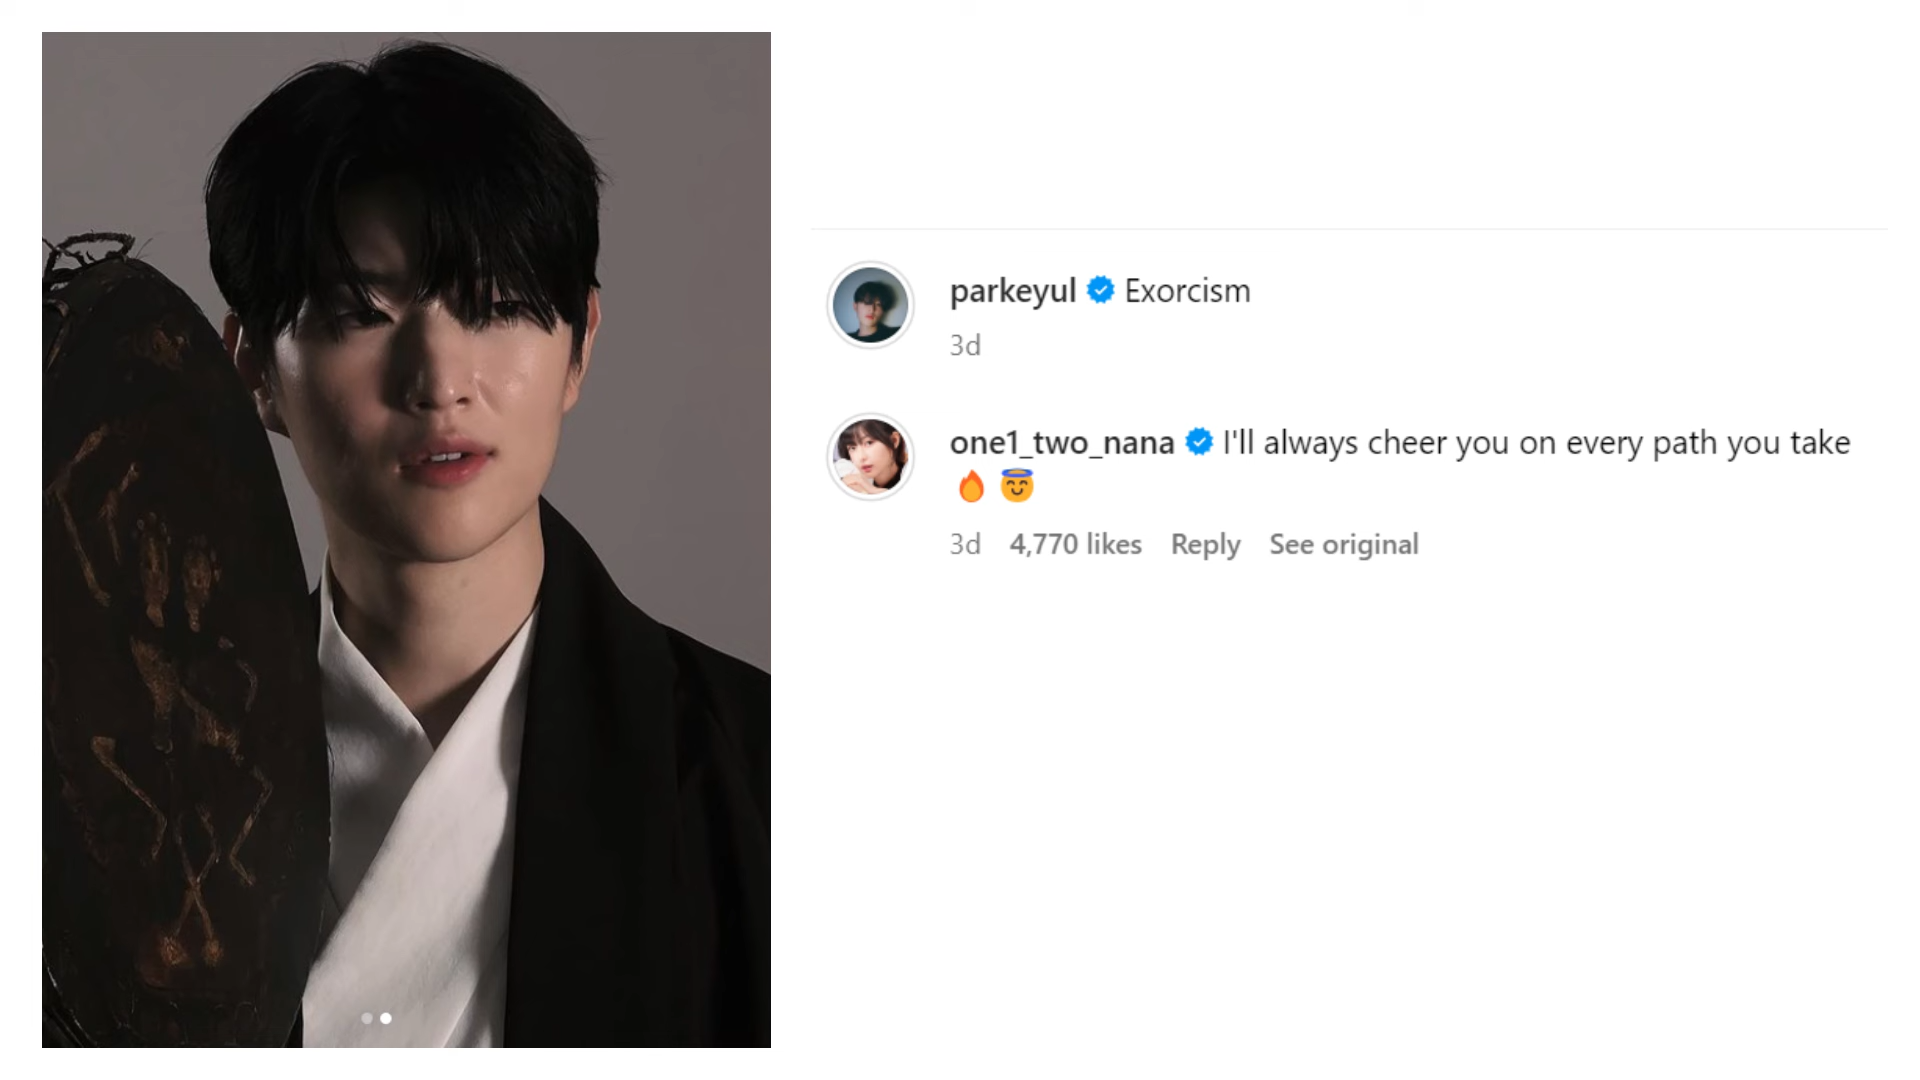 parkeyul Exorcism
3d
one1_two_nana I'll always cheer you on every path you take
🔥 😇
3d 4,770 likes Reply See original